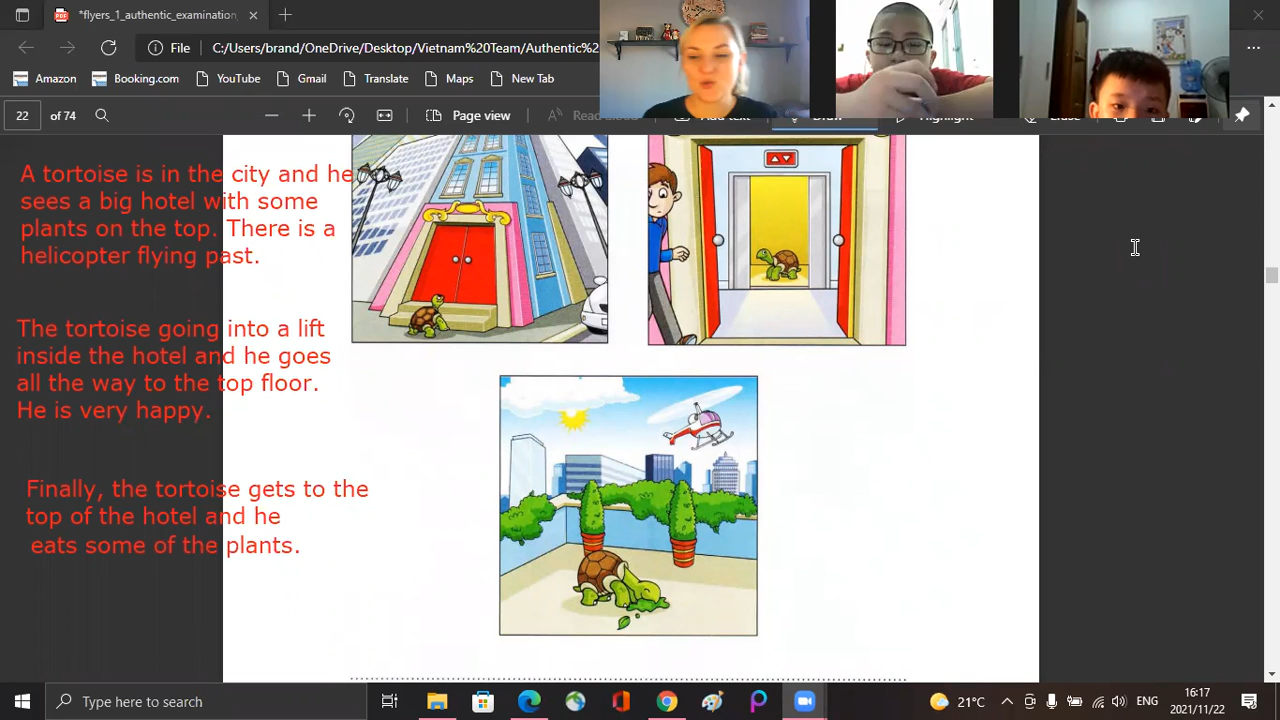 *flyers_1_authentic_examination
File
C:/Users/brand/OneDrive/Desktop/Vietnam%20Team/Authentic%2
Amazon
Booking.com
YouTube
Gmail
Translate
Maps
New Tab
22
of 74
Page view
Read aloud
Add text
Draw
Highlight
Erase
A tortoise is in the city and he
sees a big hotel with some
plants on the top. There is a
helicopter flying past.
The tortoise going into a lift
inside the hotel and he goes
all the way to the top floor.
He is very happy.
Finally, the tortoise gets to the
top of the hotel and he
eats some of the plants.
Type here to search
21°C
ENG
16:17
2021/11/22